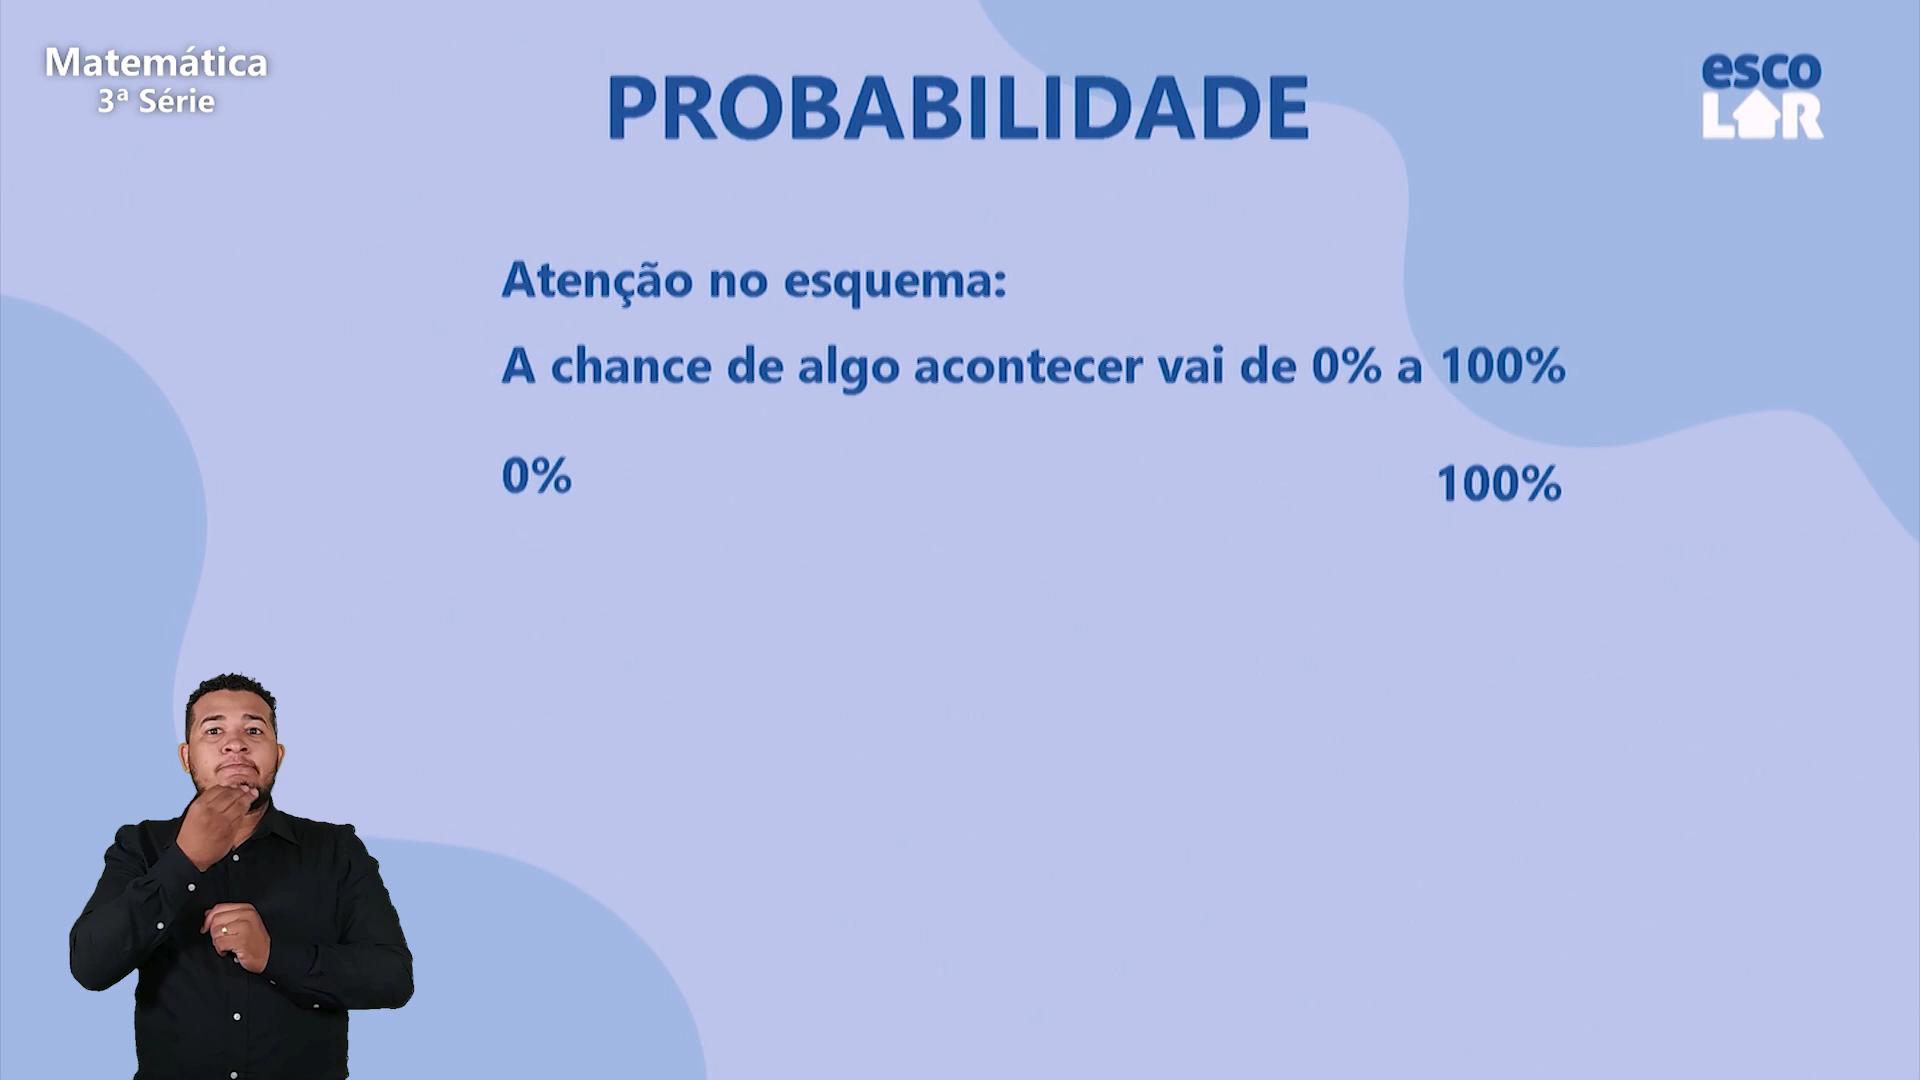 Matemática
3ª Série
PROBABILIDADE
esco
LAR
Atenção no esquema:
A chance de algo acontecer vai de 0% a 100%
0%
100%